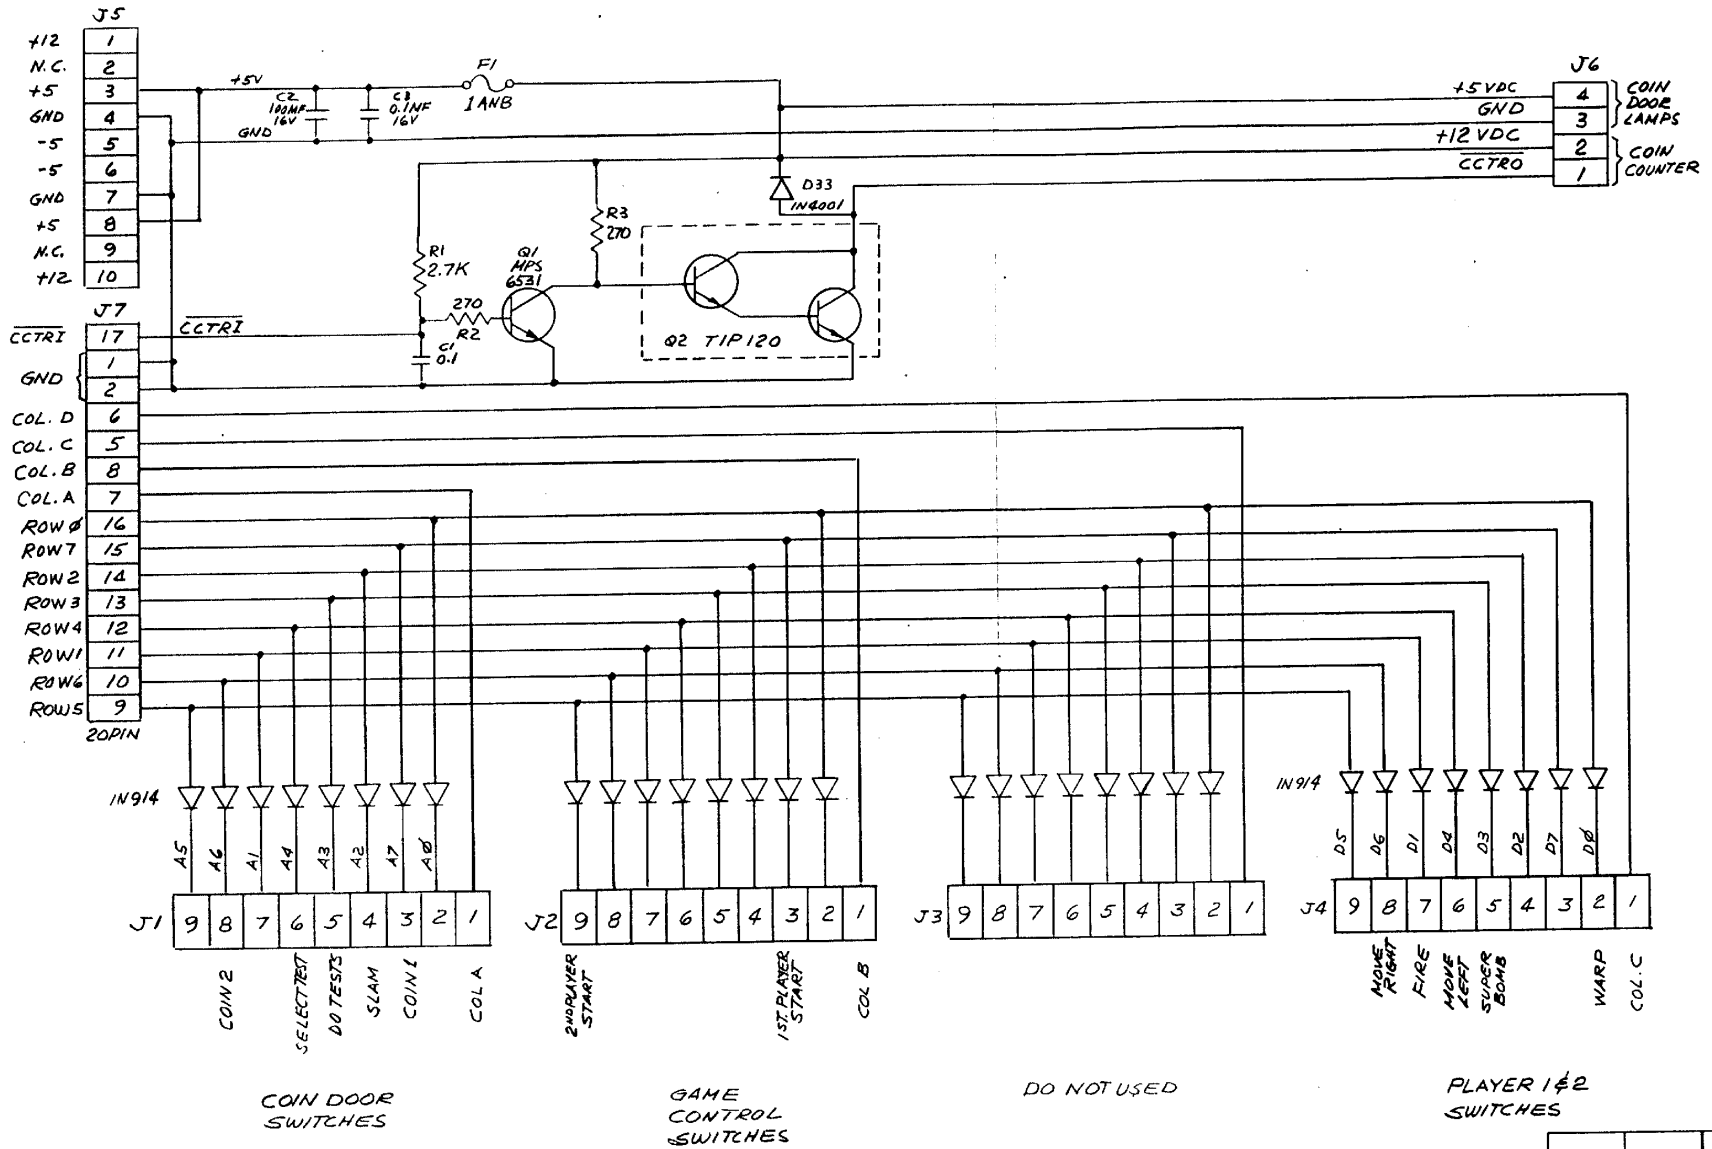 J5
+12 1
N.C. 2
+5 3
GND 4
-5 5
-5 6
GND 7
+5 8
N.C. 9
+12 10
+5V
C2
100MF
16V
C3
0.1NF
16V
F1
1 ANB
GND
J6
+5 VDC 4
GND 3
+12 VDC 2
CCTRO 1
COIN
DOOR
LAMPS
COIN
COUNTER
D33
IN4001
R3
270
R1
2.7K
Q1
MPS
6531
270
R2
C1
0.1
Q2 TIP 120
J7
CCTRI 17
CCTRI
GND
1
2
COL. D 6
COL. C 5
COL. B 8
COL. A 7
ROW Ø 16
ROW 7 15
ROW 2 14
ROW 3 13
ROW 4 12
ROW 1 11
ROW 6 10
ROW 5 9
20PIN
IN914
A5
A6
A1
A4
A3
A2
A7
AØ
IN914
D5
D6
D1
D4
D3
D2
D7
DØ
J1 9 8 7 6 5 4 3 2 1
J2 9 8 7 6 5 4 3 2 1
J3 9 8 7 6 5 4 3 2 1
J4 9 8 7 6 5 4 3 2 1
COIN 2
SELECT TEST
DO TESTS
SLAM
COIN 1
COL A
2ND PLAYER
START
1ST. PLAYER
START
COL B
MOVE
RIGHT
FIRE
MOVE
LEFT
SUPER
BOMB
WARP
COL. C
COIN DOOR
SWITCHES
GAME
CONTROL
SWITCHES
DO NOT USED
PLAYER 1 & 2
SWITCHES